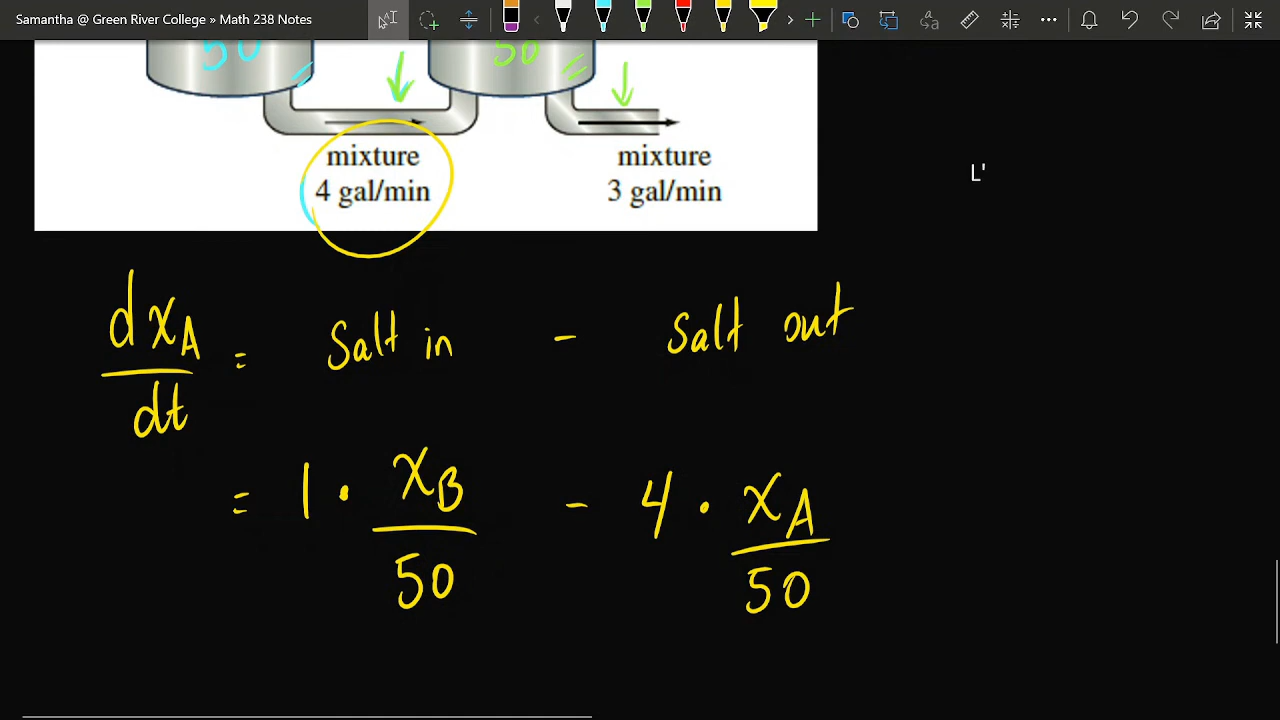 Samantha @ Green River College » Math 238 Notes
50 50
mixture mixture
4 gal/min 3 gal/min
L'
dx_A/dt = Salt in - Salt out
= 1 · x_B/50 - 4 · x_A/50